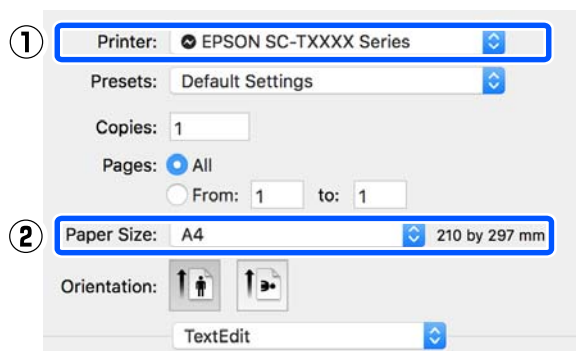 ① Printer: EPSON SC-TXXXX Series
Presets: Default Settings
Copies: 1
Pages: All
From: 1 to: 1
② Paper Size: A4 210 by 297 mm
Orientation:
TextEdit